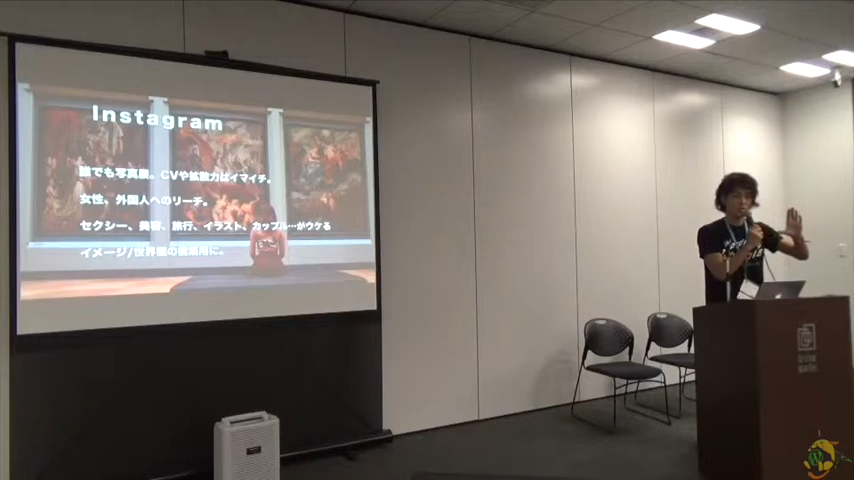 Instagram
誰でも写真展。CVや拡散力はイマイチ。
女性、外国人へのリーチ。
セクシー、美容、旅行、イラスト、カップル…がウケる
イメージ/世界観の構築用に。